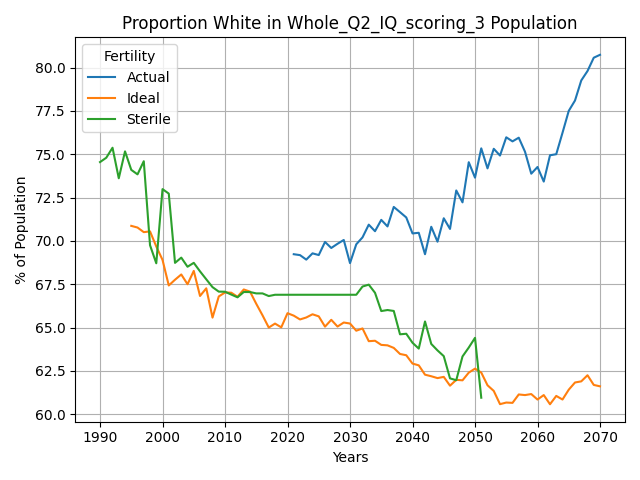 Proportion White in Whole_Q2_IQ_scoring_3 Population
Fertility
Actual
Ideal
Sterile
% of Population
80.0
77.5
75.0
72.5
70.0
67.5
65.0
62.5
60.0
1990 2000 2010 2020 2030 2040 2050 2060 2070
Years